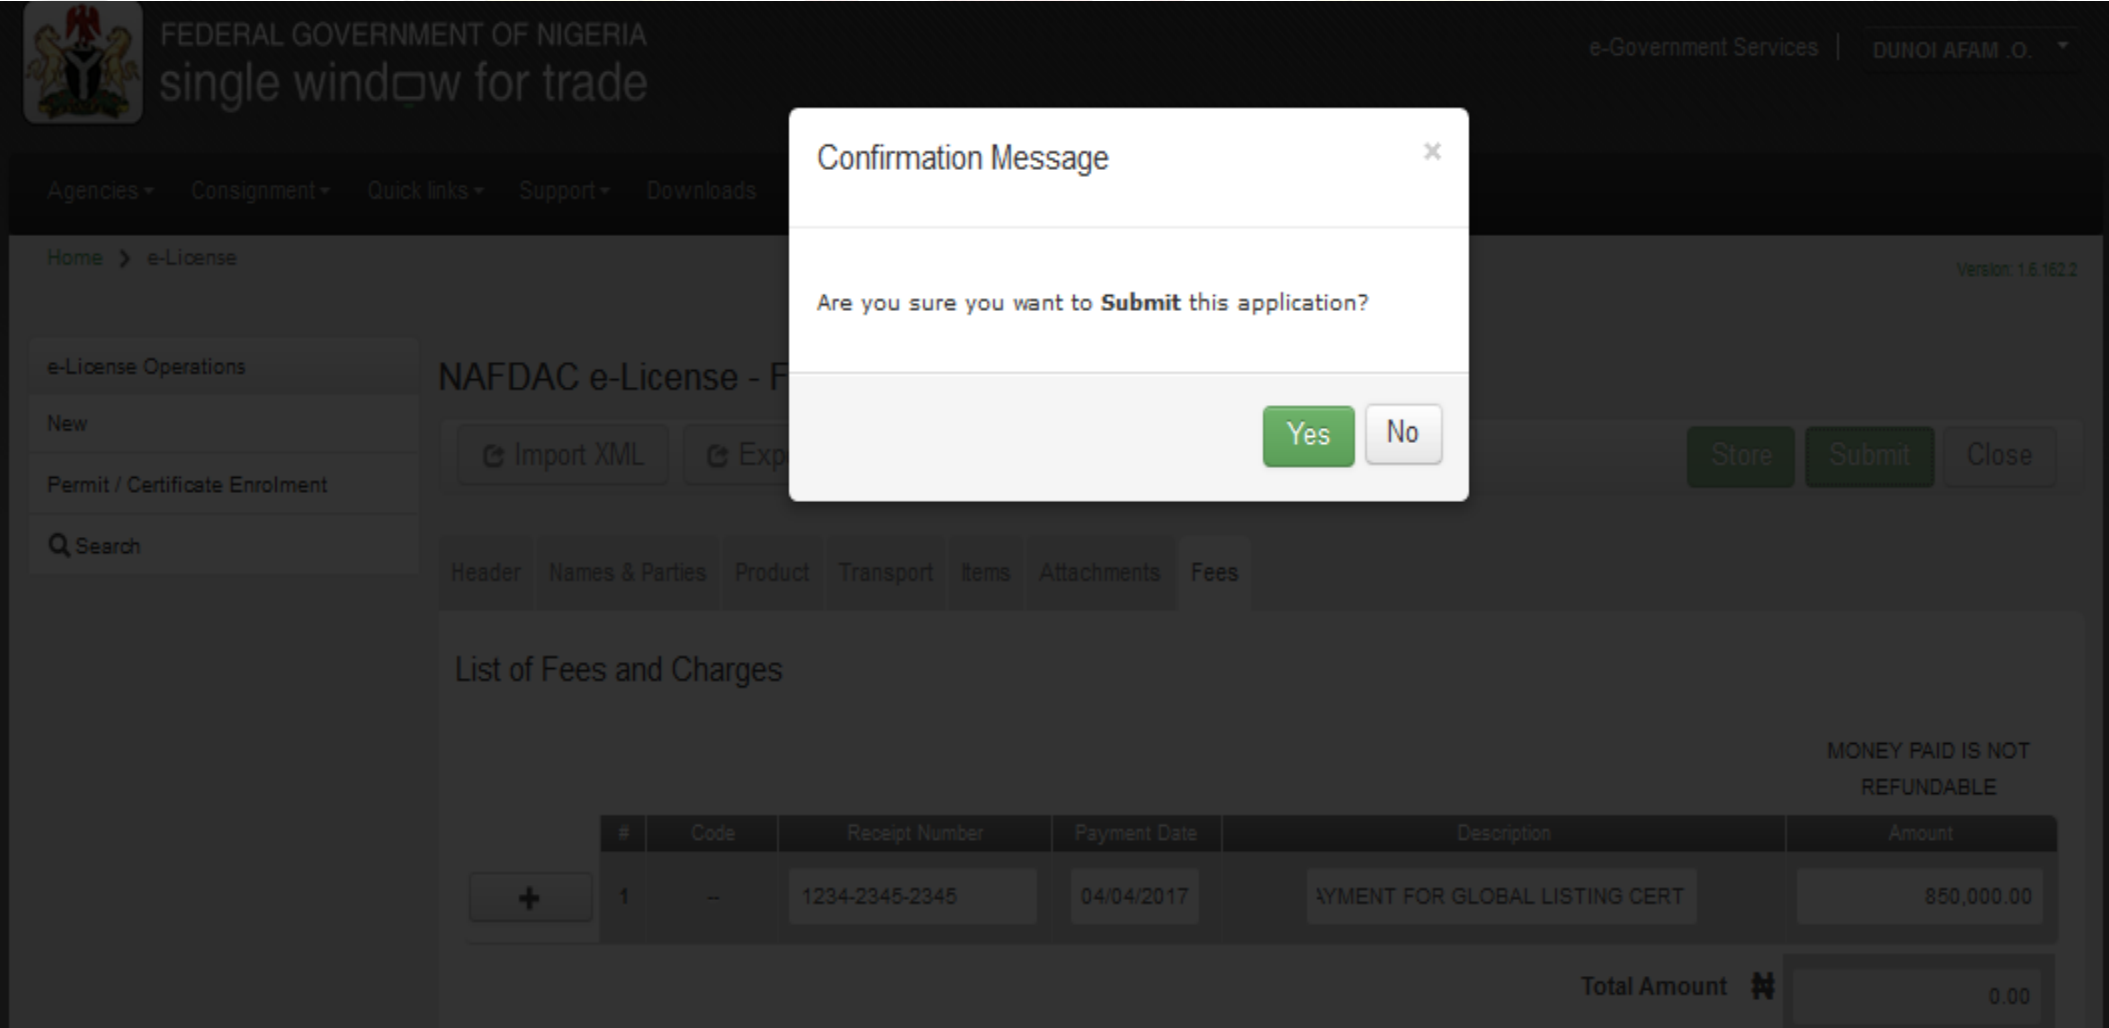 FEDERAL GOVERNMENT OF NIGERIA
single window for trade
e-Government Services | DUNOI AFAM .O.
Agencies Consignment Quick links Support Downloads
Home > e-License
Version: 1.6.162.2
Confirmation Message ×
Are you sure you want to Submit this application?
Yes No
e-License Operations
New
Permit / Certificate Enrolment
Search
NAFDAC e-License - F
Import XML Exp
Store Submit Close
Header Names & Parties Product Transport Items Attachments Fees
List of Fees and Charges
MONEY PAID IS NOT
REFUNDABLE
# Code Receipt Number Payment Date Description Amount
+ 1 -- 1234-2345-2345 04/04/2017 AYMENT FOR GLOBAL LISTING CERT 850,000.00
Total Amount ₦ 0.00